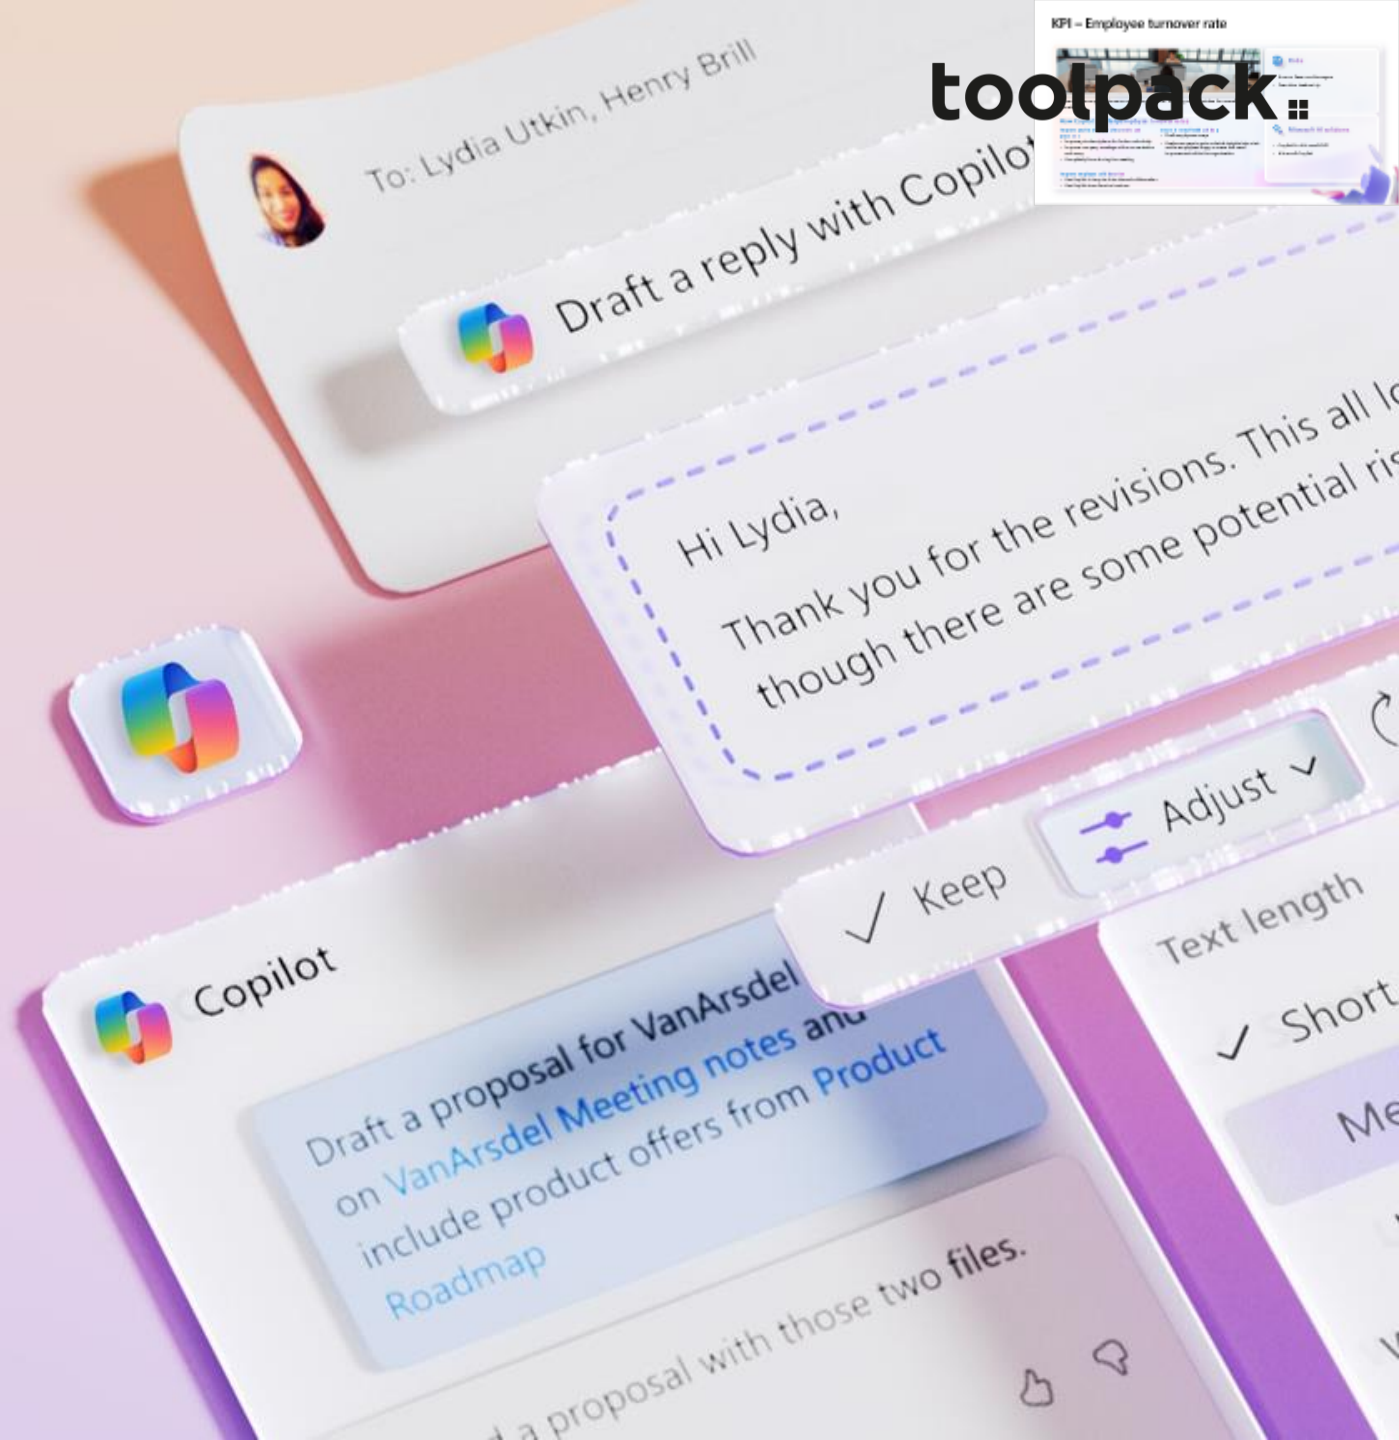 KPI – Employee turnover rate
toolpack
To: Lydia Utkin, Henry Brill
Draft a reply with Copilot
Hi Lydia,
Thank you for the revisions. This all lo
though there are some potential ris
Keep
Adjust
Text length
Short
Me
Copilot
Draft a proposal for VanArsdel
on VanArsdel Meeting notes and
include product offers from Product
Roadmap
d a proposal with those two files.